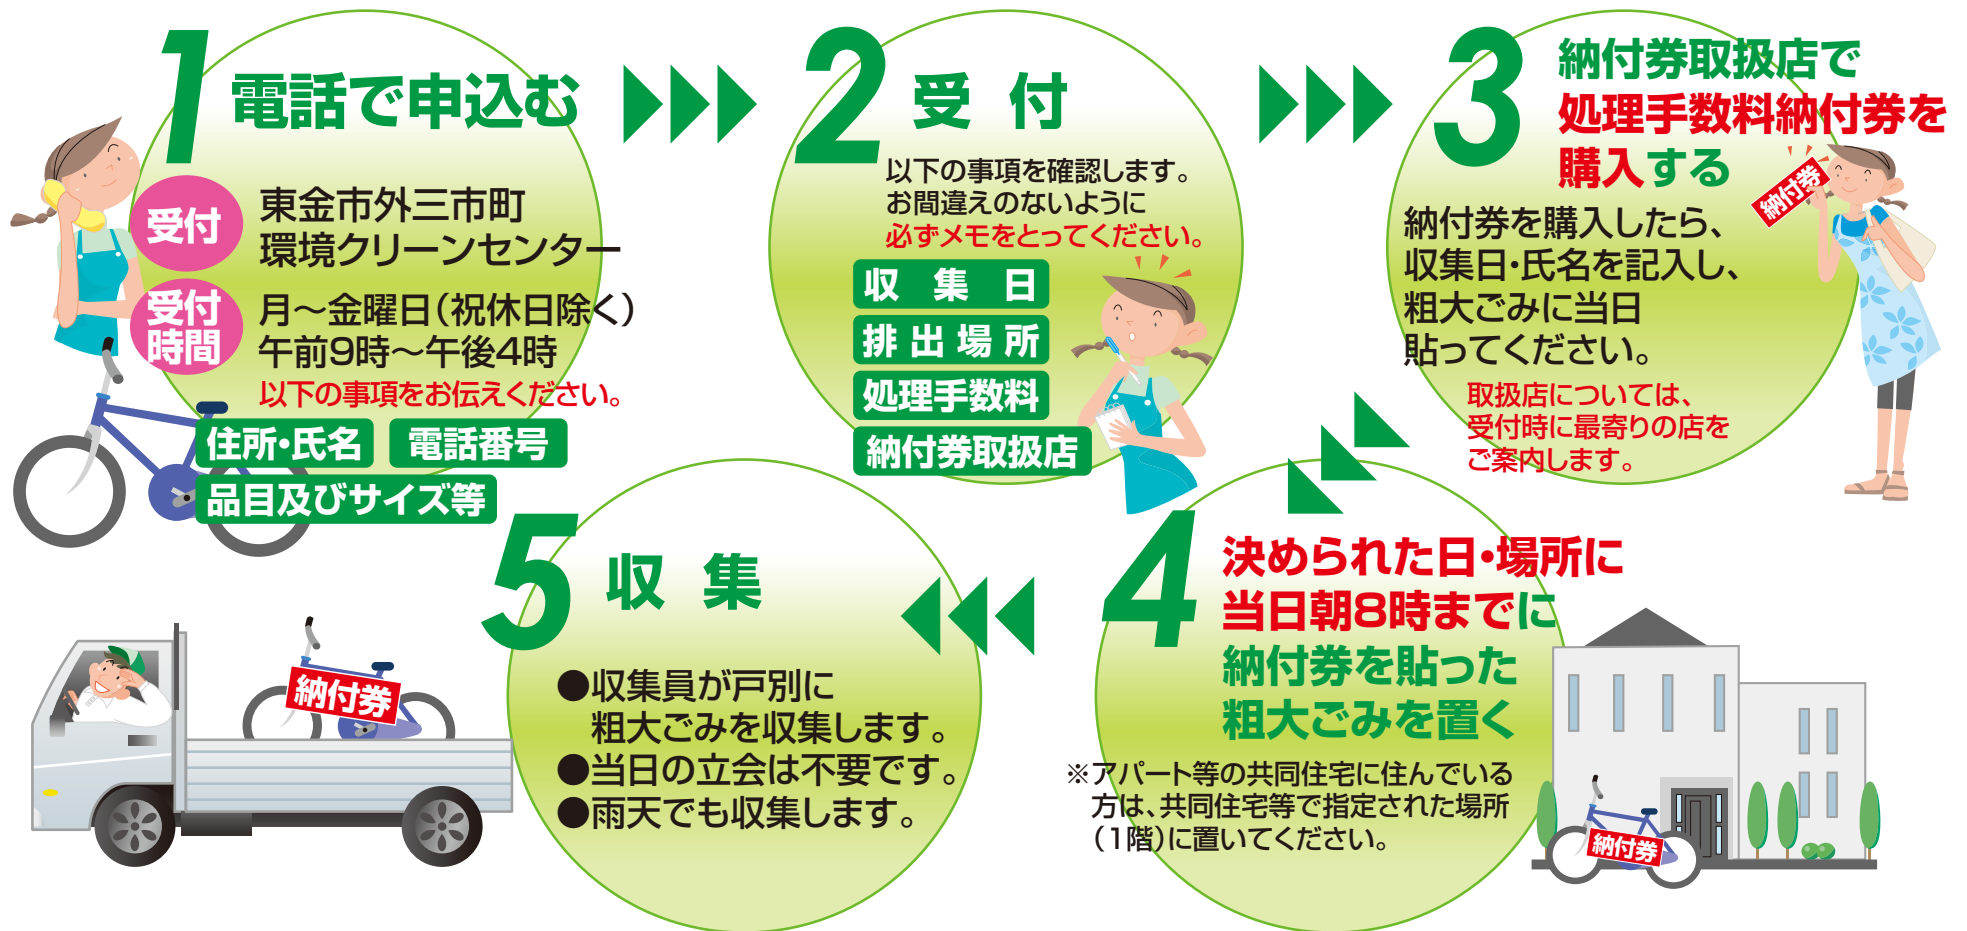 1 電話で申込む
受付
東金市外三市町
環境クリーンセンター
受付
時間
月～金曜日(祝休日除く)
午前9時～午後4時
以下の事項をお伝えください。
住所・氏名
電話番号
品目及びサイズ等
2 受付
以下の事項を確認します。
お間違えのないように
必ずメモをとってください。
収集日
排出場所
処理手数料
納付券取扱店
3 納付券取扱店で
処理手数料納付券を
購入する
納付券
納付券を購入したら、
収集日・氏名を記入し、
粗大ごみに当日
貼ってください。
取扱店については、
受付時に最寄りの店を
ご案内します。
4 決められた日・場所に
当日朝8時までに
納付券を貼った
粗大ごみを置く
※アパート等の共同住宅に住んでいる
方は、共同住宅等で指定された場所
(1階)に置いてください。
納付券
5 収集
●収集員が戸別に
粗大ごみを収集します。
●当日の立会は不要です。
●雨天でも収集します。
納付券